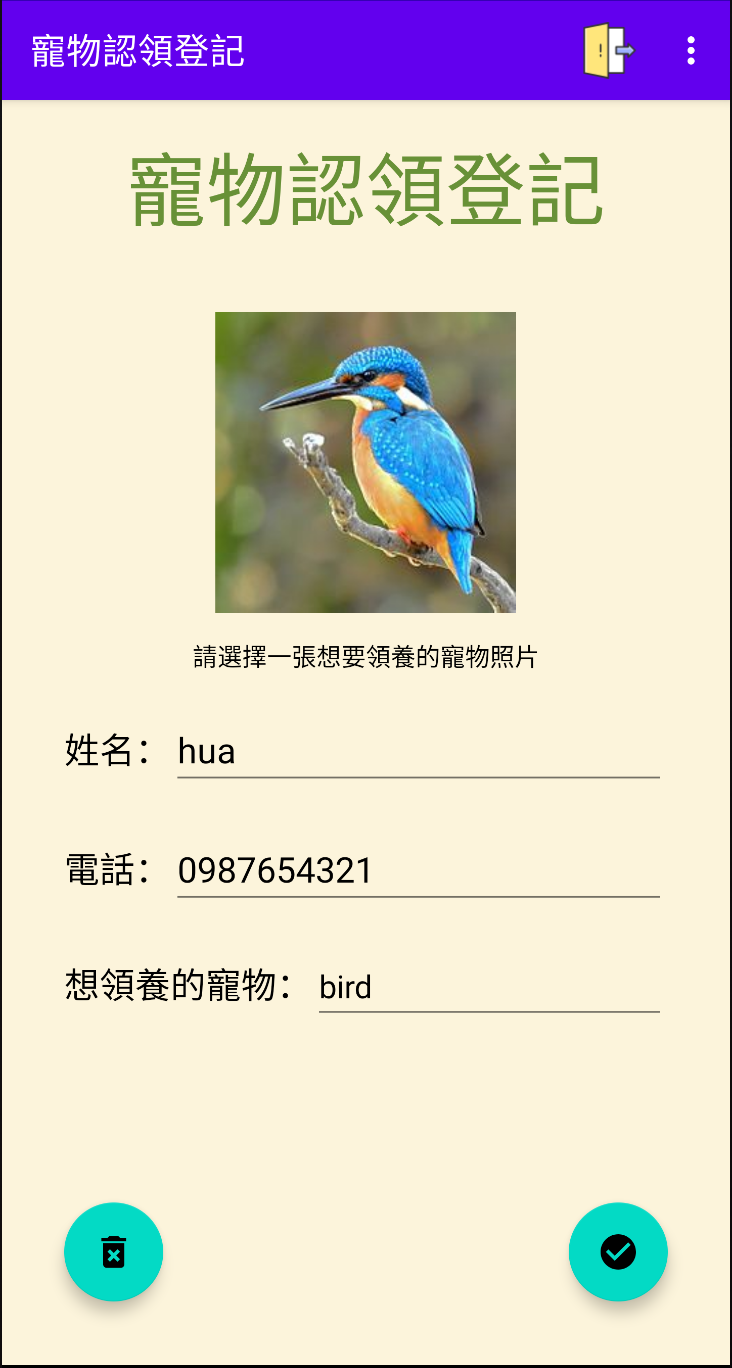 寵物認領登記
寵物認領登記
請選擇一張想要領養的寵物照片
姓名： hua
電話： 0987654321
想領養的寵物： bird